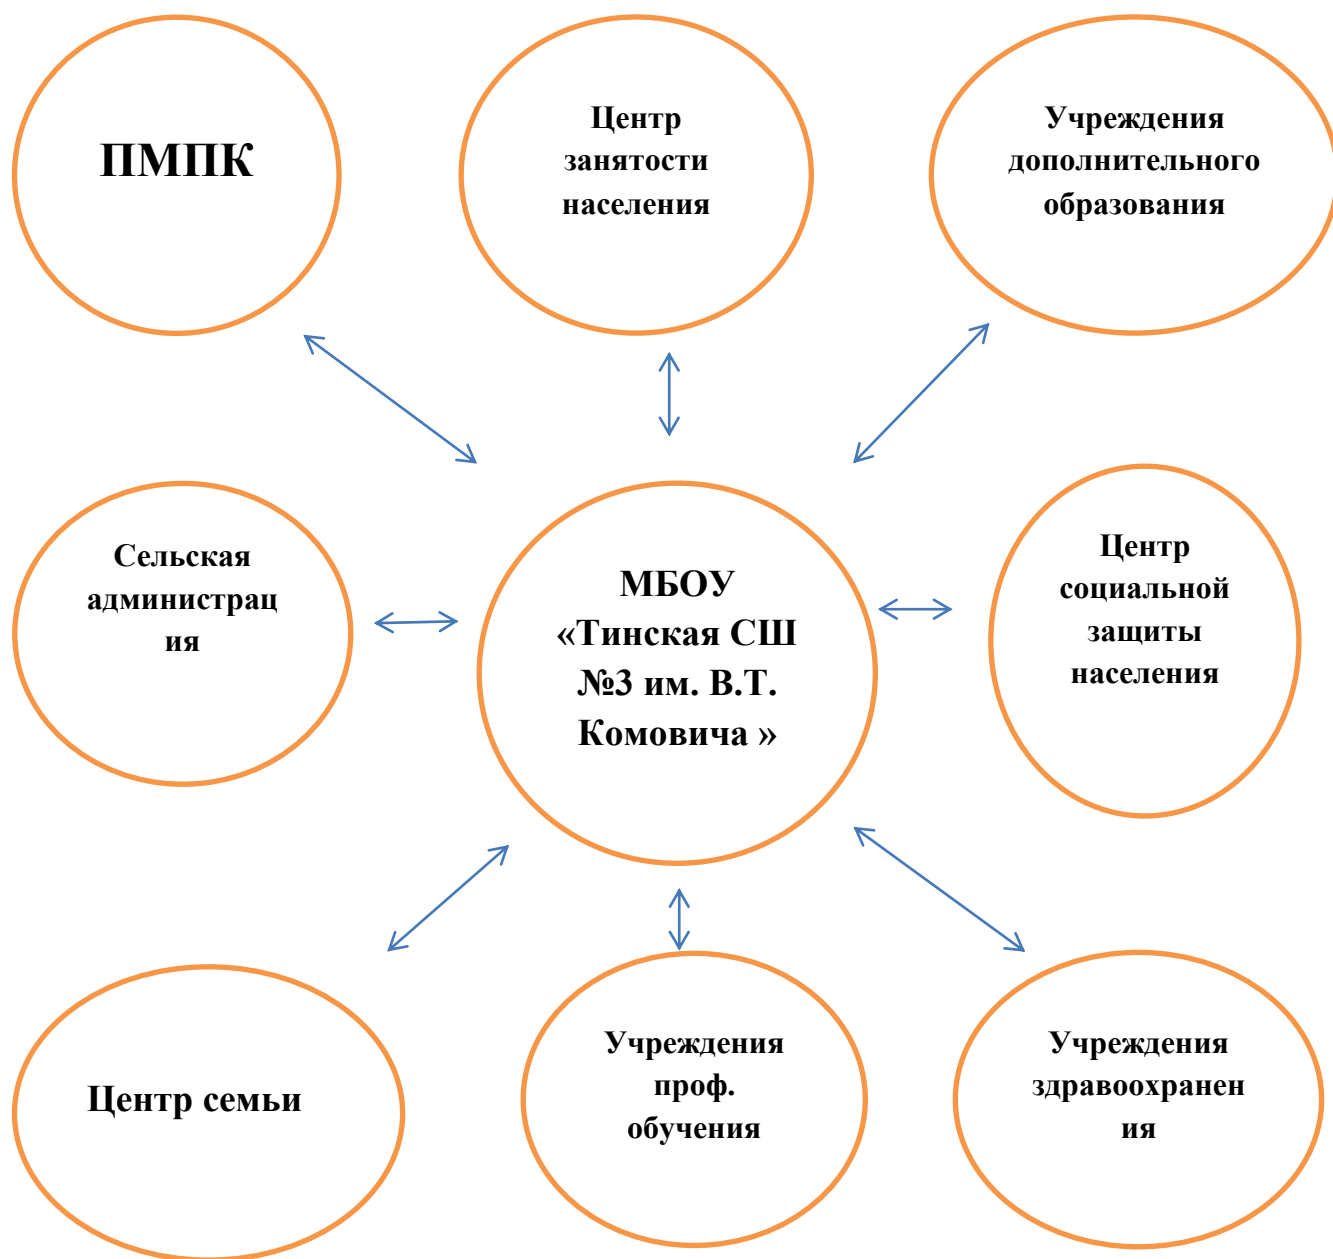 ПМПК
Центр
занятости
населения
Учреждения
дополнительного
образования
Сельская
администрац
ия
МБОУ
«Тинская СШ
№3 им. В.Т.
Комовича »
Центр
социальной
защиты
населения
Центр семьи
Учреждения
проф.
обучения
Учреждения
здравоохранен
ия